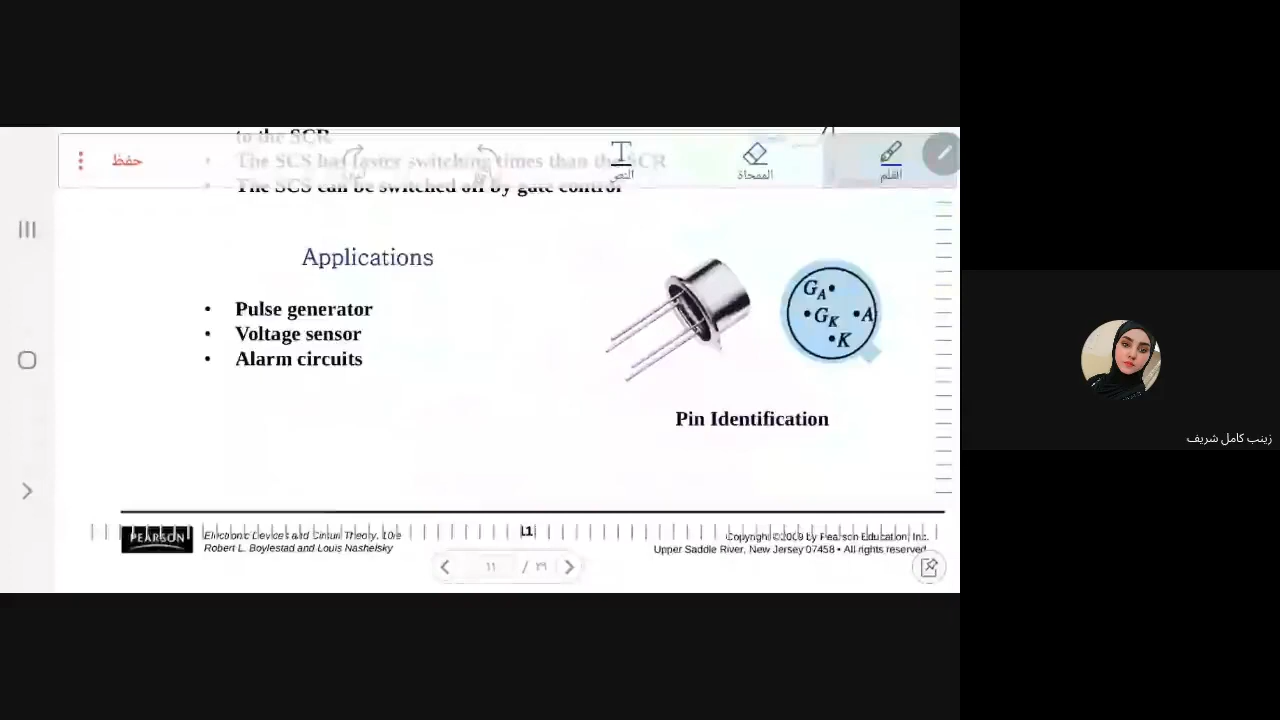 to the SCR
• The SCS has faster switching times than the SCR
• The SCS can be switched off by gate control
حفظ
النص
الممحاة
القلم
Applications
• Pulse generator
• Voltage sensor
• Alarm circuits
GA
GK
A
K
Pin Identification
زينب كامل شريف
PEARSON
Electronic Devices and Circuit Theory, 10/e
Robert L. Boylestad and Louis Nashelsky
11
Copyright ©2009 by Pearson Education, Inc.
Upper Saddle River, New Jersey 07458 • All rights reserved.
١١ / ٢٩